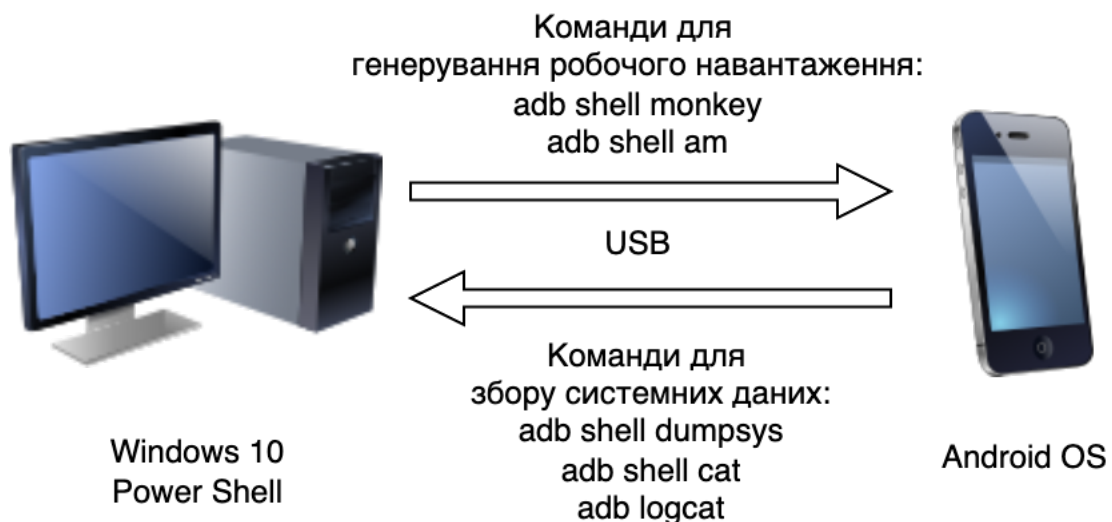 Команди для
генерування робочого навантаження:
adb shell monkey
adb shell am
USB
Команди для
збору системних даних:
adb shell dumpsys
adb shell cat
adb logcat
Windows 10
Power Shell
Android OS